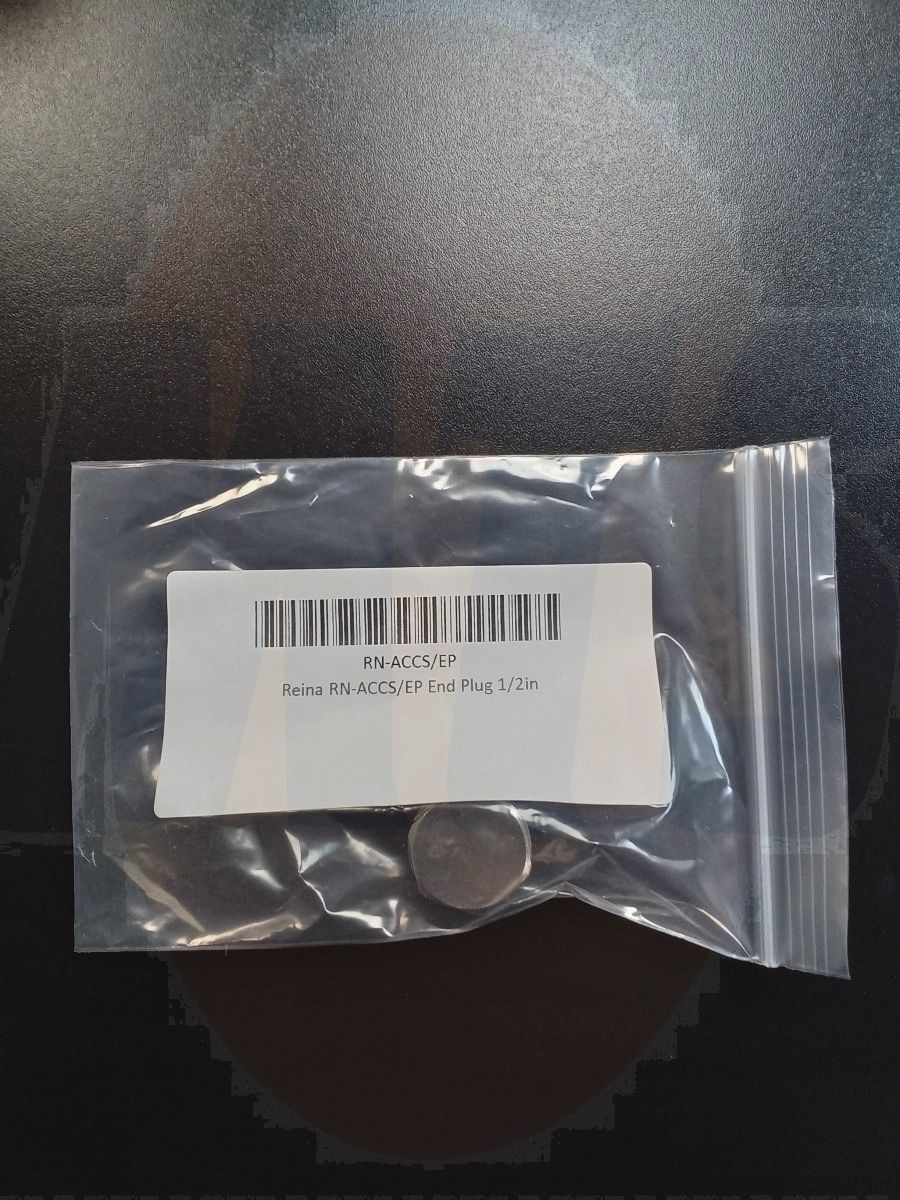 RN-ACCS/EP
Reina RN-ACCS/EP End Plug 1/2in